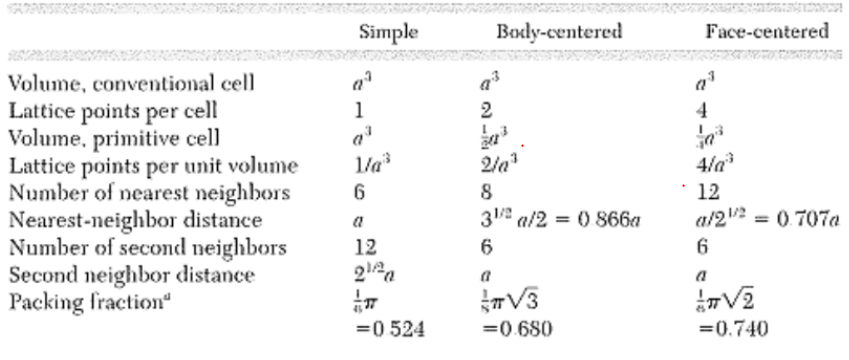 Simple Body-centered Face-centered
Volume, conventional cell a³ a³ a³
Lattice points per cell 1 2 4
Volume, primitive cell a³ ½a³ ¼a³
Lattice points per unit volume 1/a³ 2/a³ 4/a³
Number of nearest neighbors 6 8 12
Nearest-neighbor distance a 3^1/2 a/2 = 0.866a a/2^1/2 = 0.707a
Number of second neighbors 12 6 6
Second neighbor distance 2^1/2a a a
Packing fractionᵃ ⅙π ⅛π√3 ⅙π√2
=0.524 =0.680 =0.740